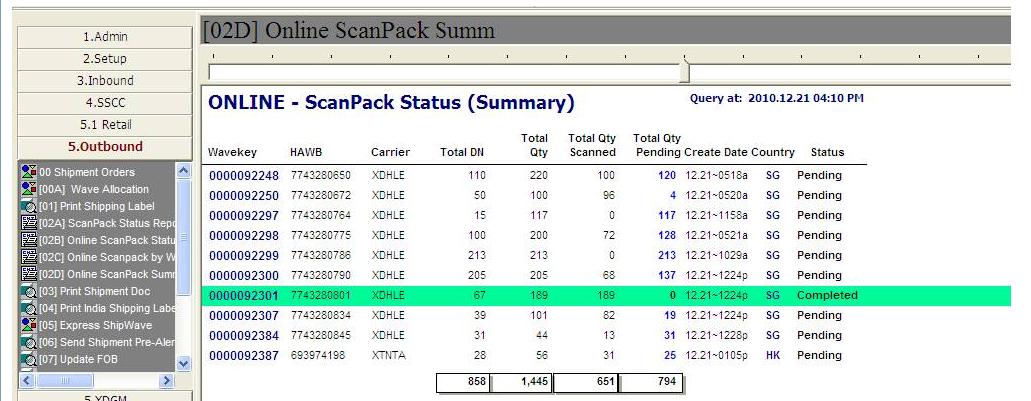 [02D] Online ScanPack Summ
1.Admin
2.Setup
3.Inbound
4.SSCC
5.1 Retail
5.Outbound
00 Shipment Orders
[00A] Wave Allocation
[01] Print Shipping Label
[02A] ScanPack Status Repo
[02B] Online ScanPack Statu
[02C] Online Scanpack by W
[02D] Online ScanPack Summ
[03] Print Shipment Doc
[04] Print India Shipping Labe
[05] Express ShipWave
[06] Send Shipment Pre-Aler
[07] Update FOB
5.XDGM
ONLINE - ScanPack Status (Summary) Query at: 2010.12.21 04:10 PM
Wavekey HAWB Carrier Total DN Total Qty Total Qty Scanned Total Qty Pending Create Date Country Status
0000092248 7743280650 XDHLE 110 220 100 120 12.21~0518a SG Pending
0000092250 7743280672 XDHLE 50 100 96 4 12.21~0520a SG Pending
0000092297 7743280764 XDHLE 15 117 0 117 12.21~1158a SG Pending
0000092298 7743280775 XDHLE 100 200 72 128 12.21~0521a SG Pending
0000092299 7743280786 XDHLE 213 213 0 213 12.21~1029a SG Pending
0000092300 7743280790 XDHLE 205 205 68 137 12.21~1224p SG Pending
0000092301 7743280801 XDHLE 67 189 189 0 12.21~1224p SG Completed
0000092307 7743280834 XDHLE 39 101 82 19 12.21~1224p SG Pending
0000092384 7743280845 XDHLE 31 44 13 31 12.21~1228p SG Pending
0000092387 693974198 XTNTA 28 56 31 25 12.21~0105p HK Pending
858 1,445 651 794